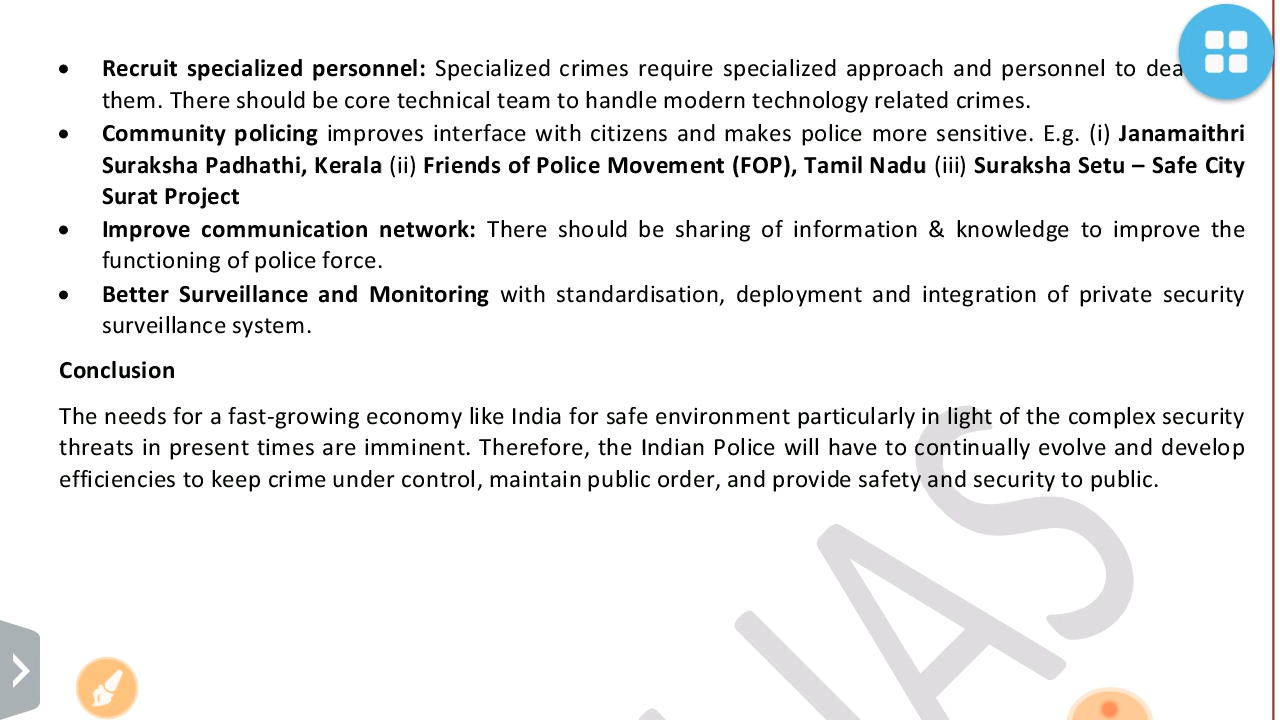 • Recruit specialized personnel: Specialized crimes require specialized approach and personnel to
them. There should be core technical team to handle modern technology related crimes.
• Community policing improves interface with citizens and makes police more sensitive. E.g. (i) Janamaithri
Suraksha Padhathi, Kerala (ii) Friends of Police Movement (FOP), Tamil Nadu (iii) Suraksha Setu – Safe City
Surat Project
• Improve communication network: There should be sharing of information & knowledge to improve the
functioning of police force.
• Better Surveillance and Monitoring with standardisation, deployment and integration of private security
surveillance system.
Conclusion
The needs for a fast-growing economy like India for safe environment particularly in light of the complex security
threats in present times are imminent. Therefore, the Indian Police will have to continually evolve and develop
efficiencies to keep crime under control, maintain public order, and provide safety and security to public.
IAS